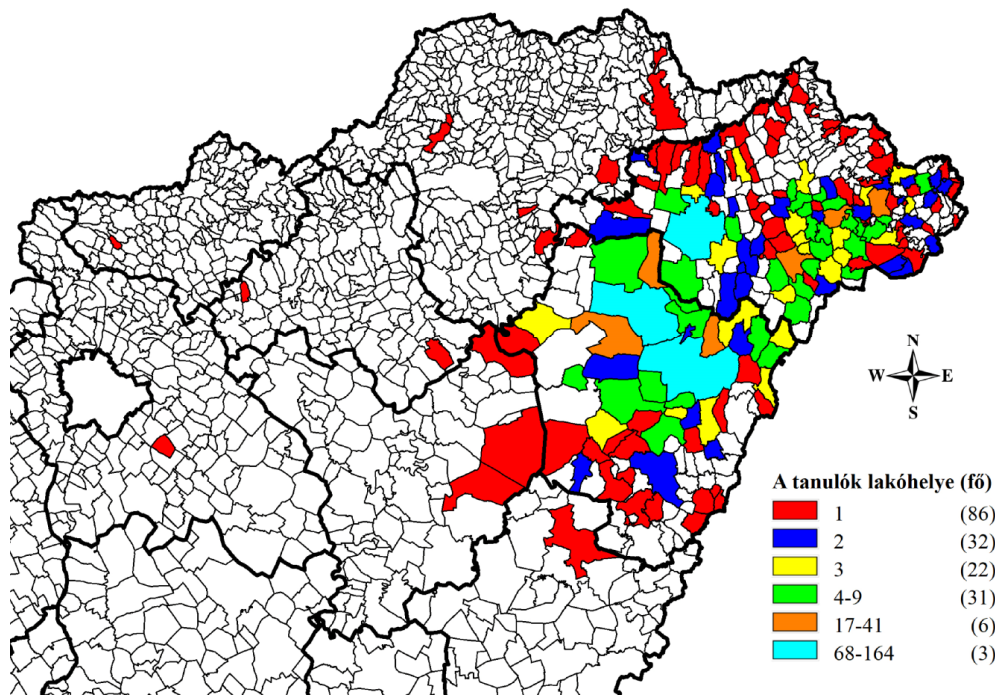 N
W E
S
A tanulók lakóhelye (fő)
1 (86)
2 (32)
3 (22)
4-9 (31)
17-41 (6)
68-164 (3)